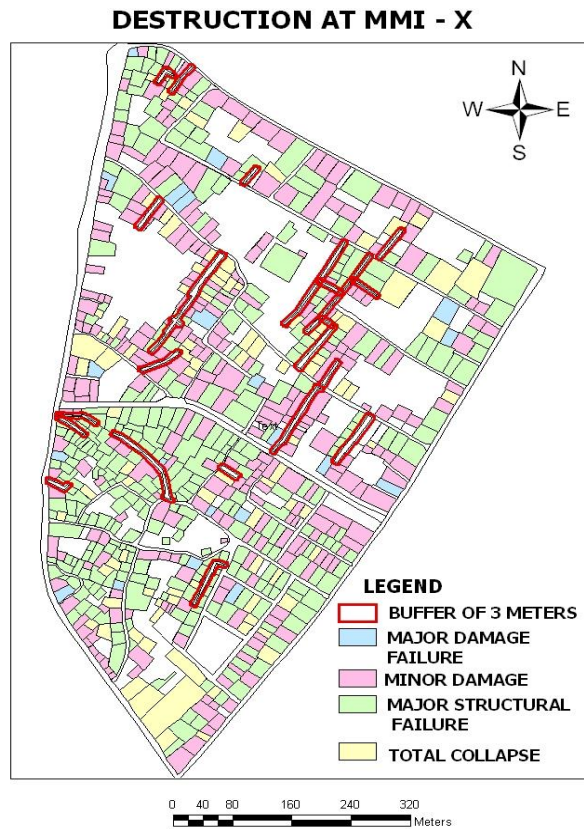 DESTRUCTION AT MMI - X
N
W E
S
Text
LEGEND
BUFFER OF 3 METERS
MAJOR DAMAGE
FAILURE
MINOR DAMAGE
MAJOR STRUCTURAL
FAILURE
TOTAL COLLAPSE
0 40 80 160 240 320
Meters